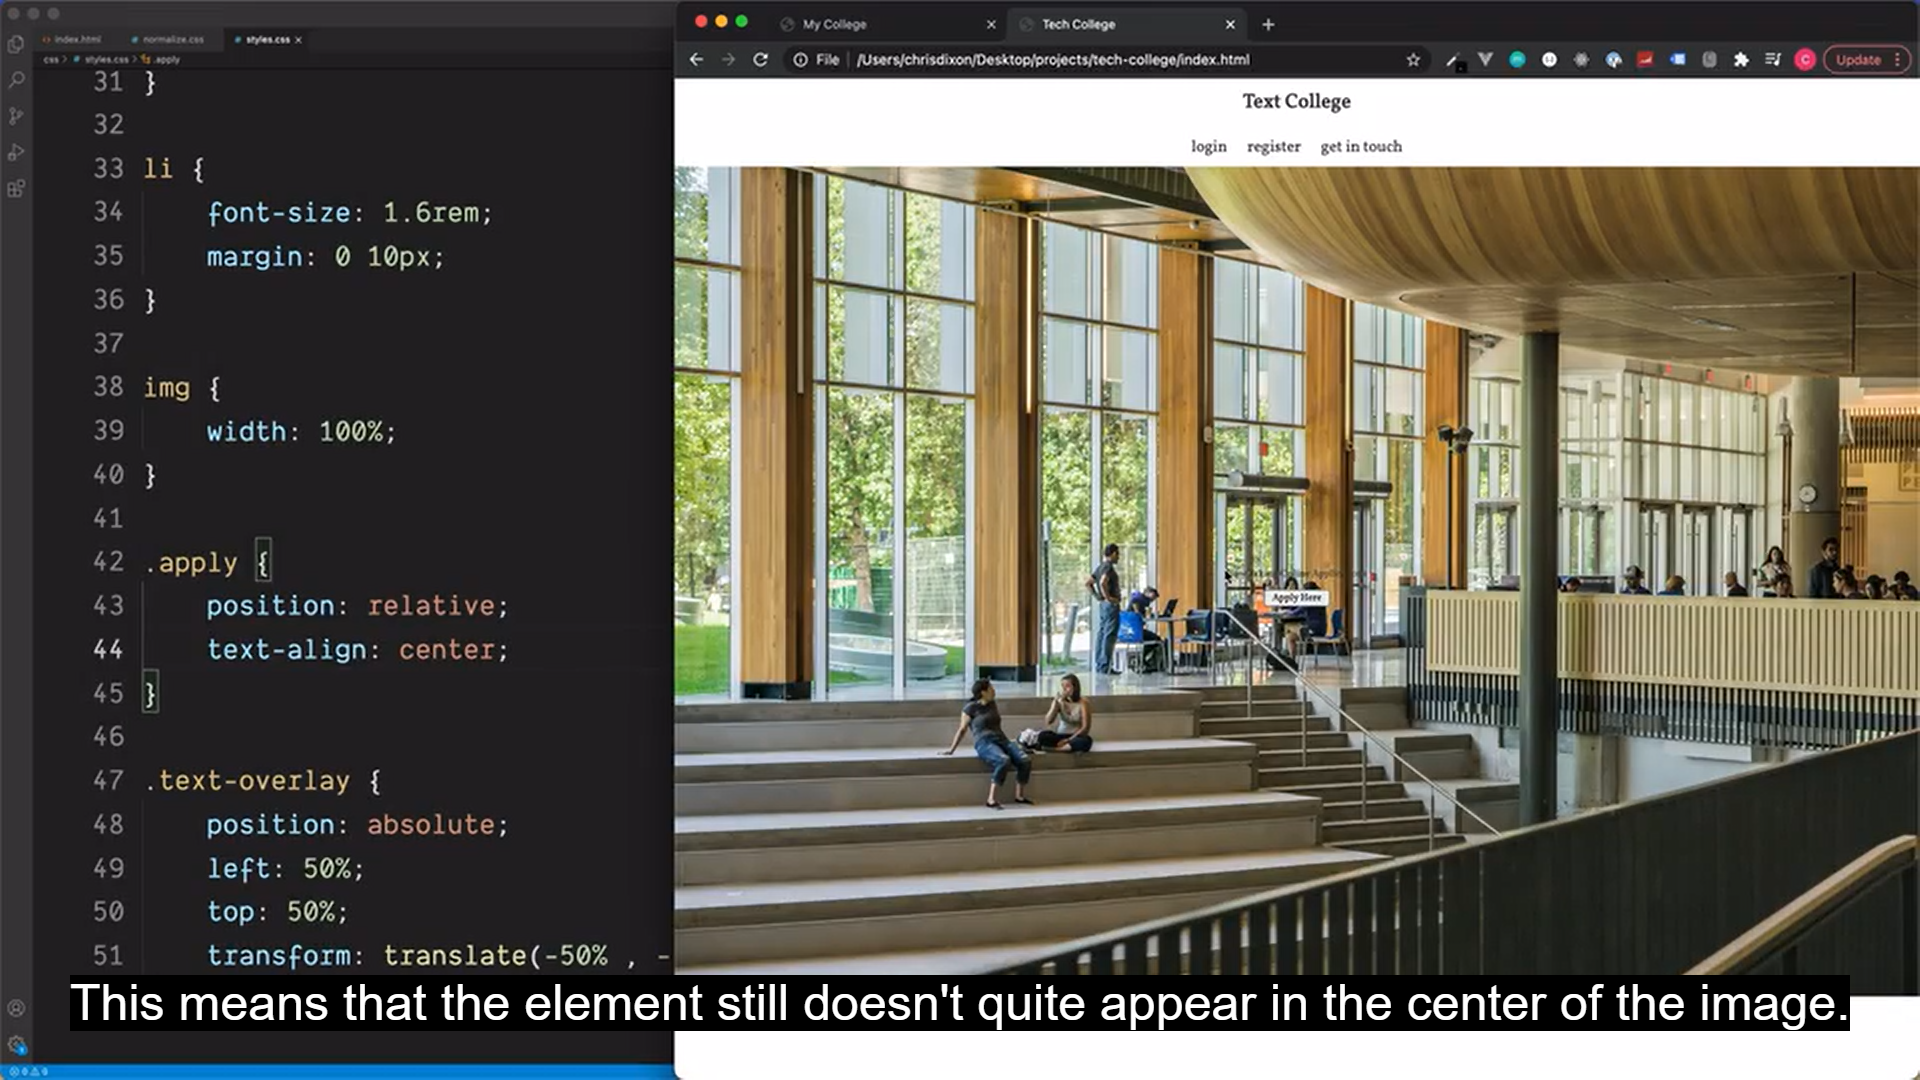 index.html
normalize.css
styles.css
css > styles.css > .apply
31 }
32
33 li {
34 font-size: 1.6rem;
35 margin: 0 10px;
36 }
37
38 img {
39 width: 100%;
40 }
41
42 .apply {
43 position: relative;
44 text-align: center;
45 }
46
47 .text-overlay {
48 position: absolute;
49 left: 50%;
50 top: 50%;
51 transform: translate(-50% , -
My College
Tech College
File
/Users/chrisdixon/Desktop/projects/tech-college/index.html
C
Update
Text College
login register get in touch
Apply Here
This means that the element still doesn't quite appear in the center of the image.